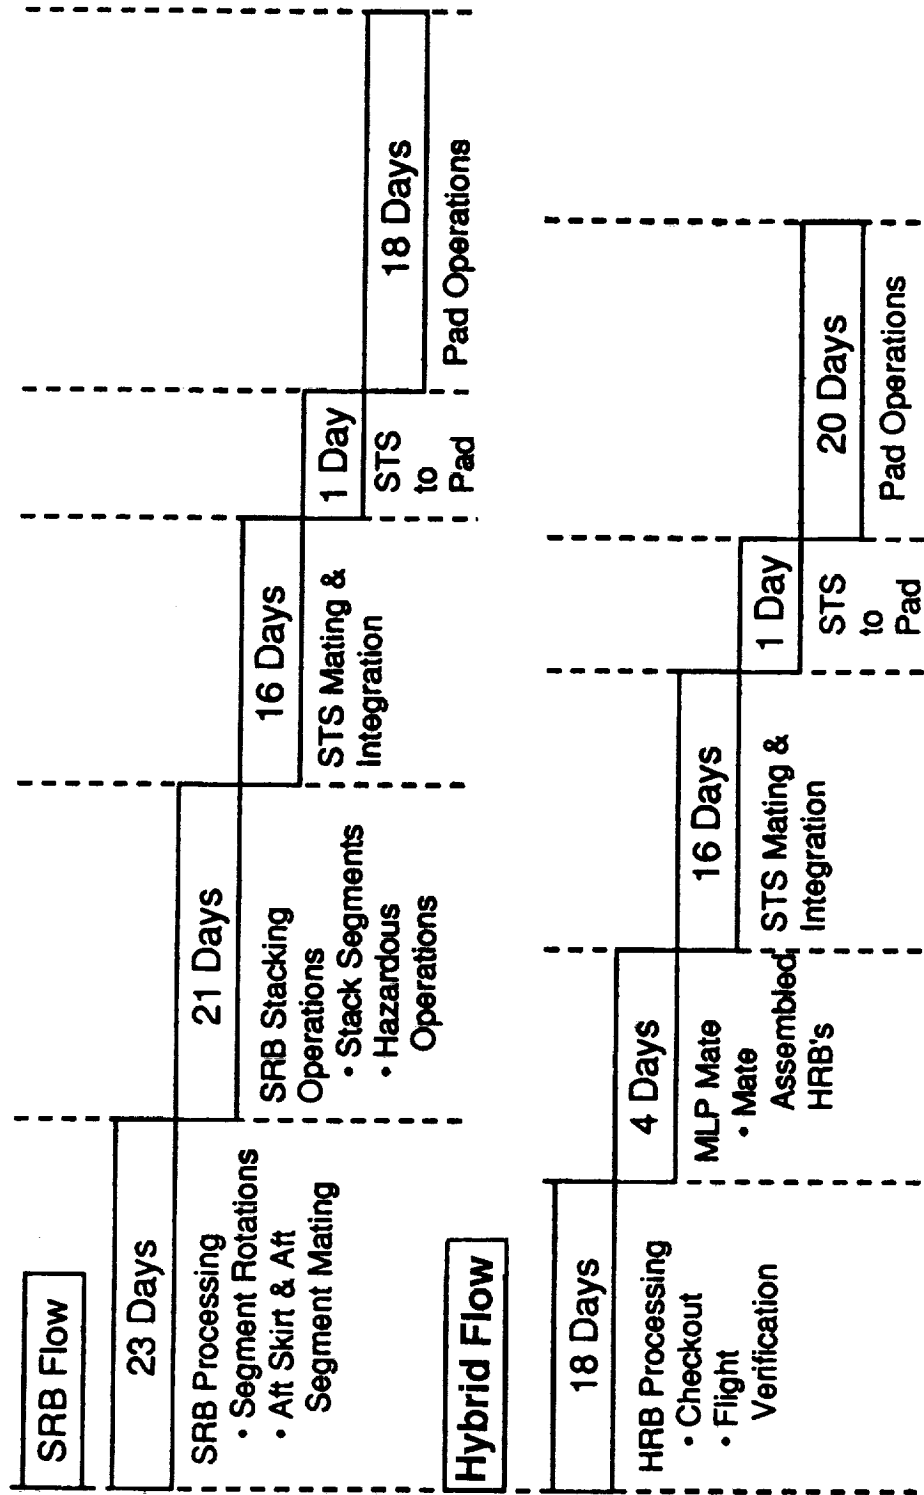 SRB Flow
23 Days
SRB Processing
• Segment Rotations
• Aft Skirt & Aft
Segment Mating
21 Days
SRB Stacking
Operations
• Stack Segments
• Hazardous
Operations
16 Days
STS Mating &
Integration
1 Day
STS
to
Pad
18 Days
Pad Operations
Hybrid Flow
18 Days
HRB Processing
• Checkout
• Flight
Verification
4 Days
MLP Mate
• Mate
Assembled
HRB's
16 Days
STS Mating &
Integration
1 Day
STS
to
Pad
20 Days
Pad Operations